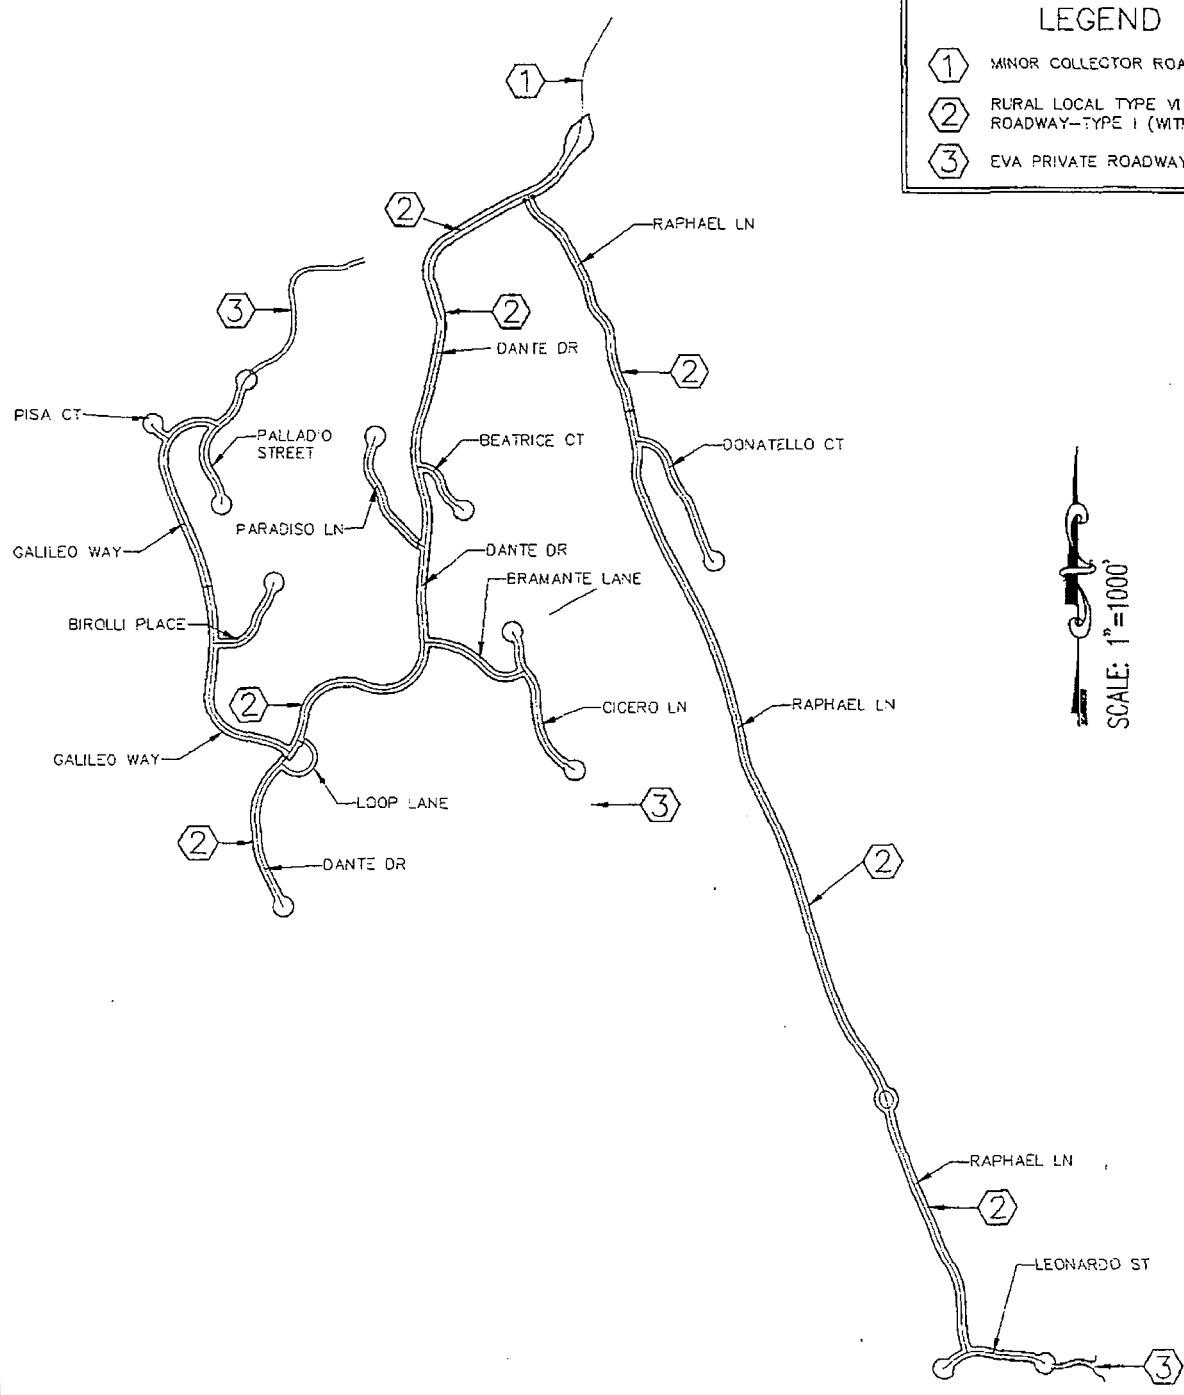 LEGEND
1 MINOR COLLECTOR ROA
2 RURAL LOCAL TYPE VI
ROADWAY-TYPE I (WIT
3 EVA PRIVATE ROADWAY
1
2
RAPHAEL LN
3
2
DANTE DR
2
PISA CT
PALLADIO
STREET
BEATRICE CT
DONATELLO CT
PARADISO LN
GALILEO WAY
DANTE DR
BRAMANTE LANE
BIROLLI PLACE
2
CICERO LN
RAPHAEL LN
SCALE: 1"=1000'
GALILEO WAY
LOOP LANE
3
2
DANTE DR
2
RAPHAEL LN
2
LEONARDO ST
3